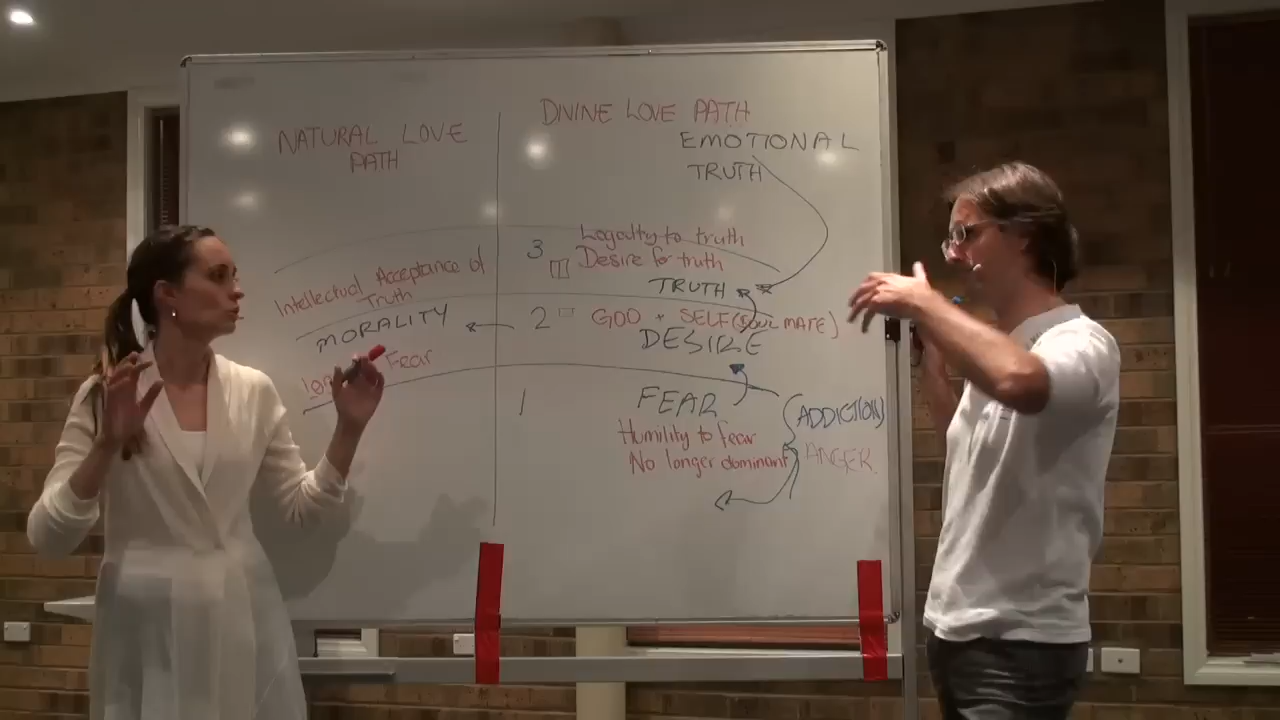 NATURAL LOVE
PATH
Intellectual Acceptance of
Truth
MORALITY
Fear
DIVINE LOVE PATH
EMOTIONAL
TRUTH
3
Loyalty to truth
Desire for truth
TRUTH
2
GOD + SELF (SOUL MATE)
DESIRE
1
FEAR
(ADDICTION)
Humility to fear
No longer dominant
ANGER